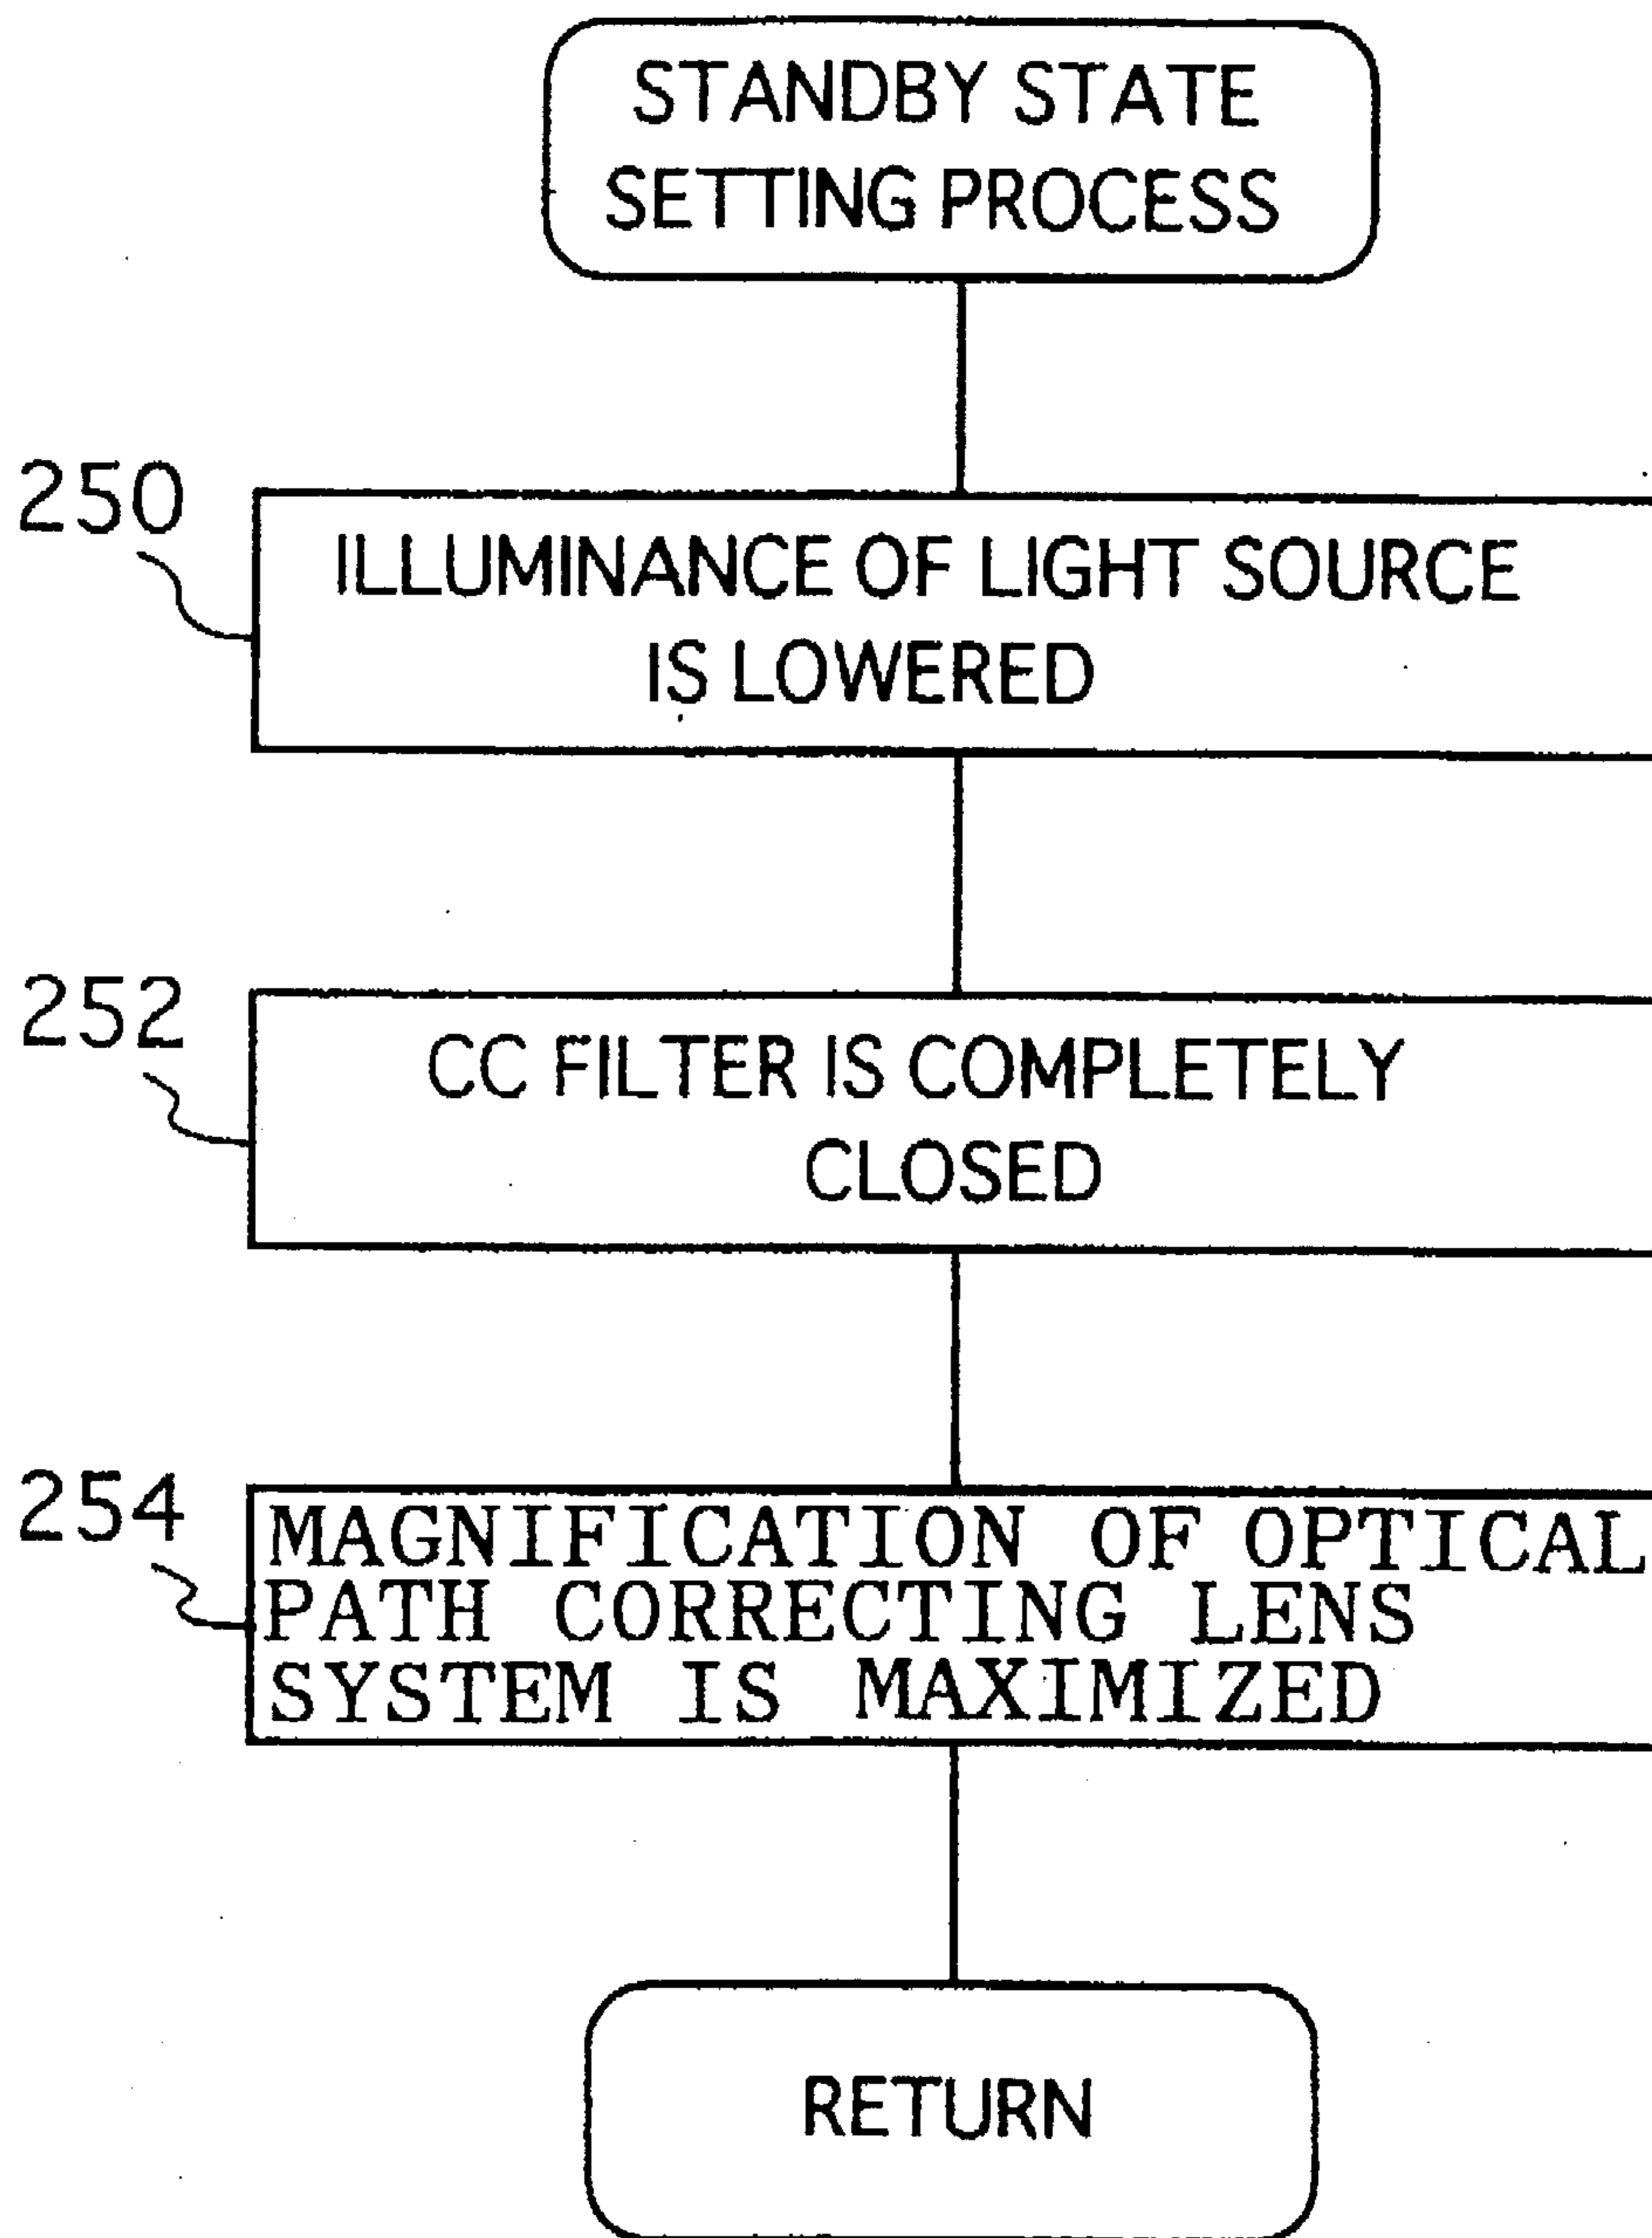 STANDBY STATE
SETTING PROCESS
250
ILLUMINANCE OF LIGHT SOURCE
IS LOWERED
252
CC FILTER IS COMPLETELY
CLOSED
254
MAGNIFICATION OF OPTICAL
PATH CORRECTING LENS
SYSTEM IS MAXIMIZED
RETURN